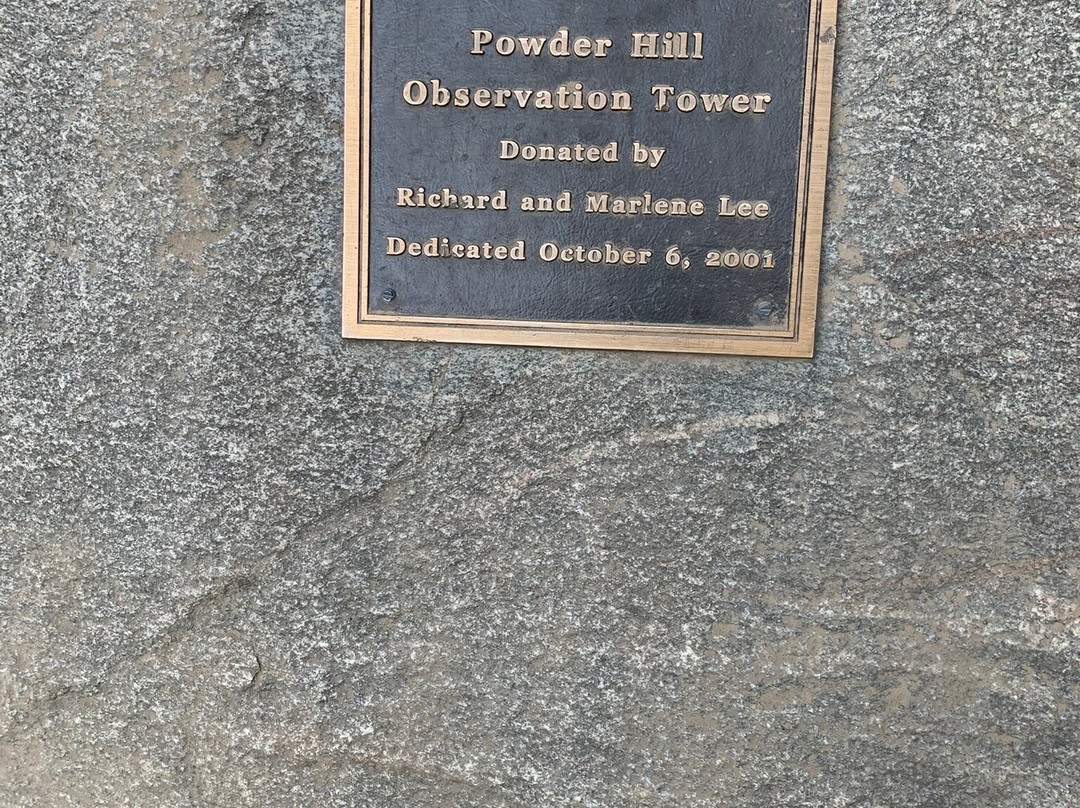 Powder Hill
Observation Tower
Donated by
Richard and Marlene Lee
Dedicated October 6, 2001